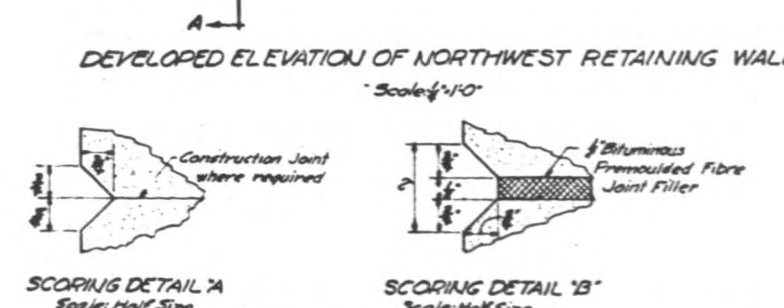 A
DEVELOPED ELEVATION OF NORTHWEST RETAINING WALL
Scale: ⅛"=1'-0"
Construction Joint
where required
½" Bituminous
Premoulded Fibre
Joint Filler
2"
SCORING DETAIL "A"
Scale: Half Size
SCORING DETAIL "B"
Scale: Half Size